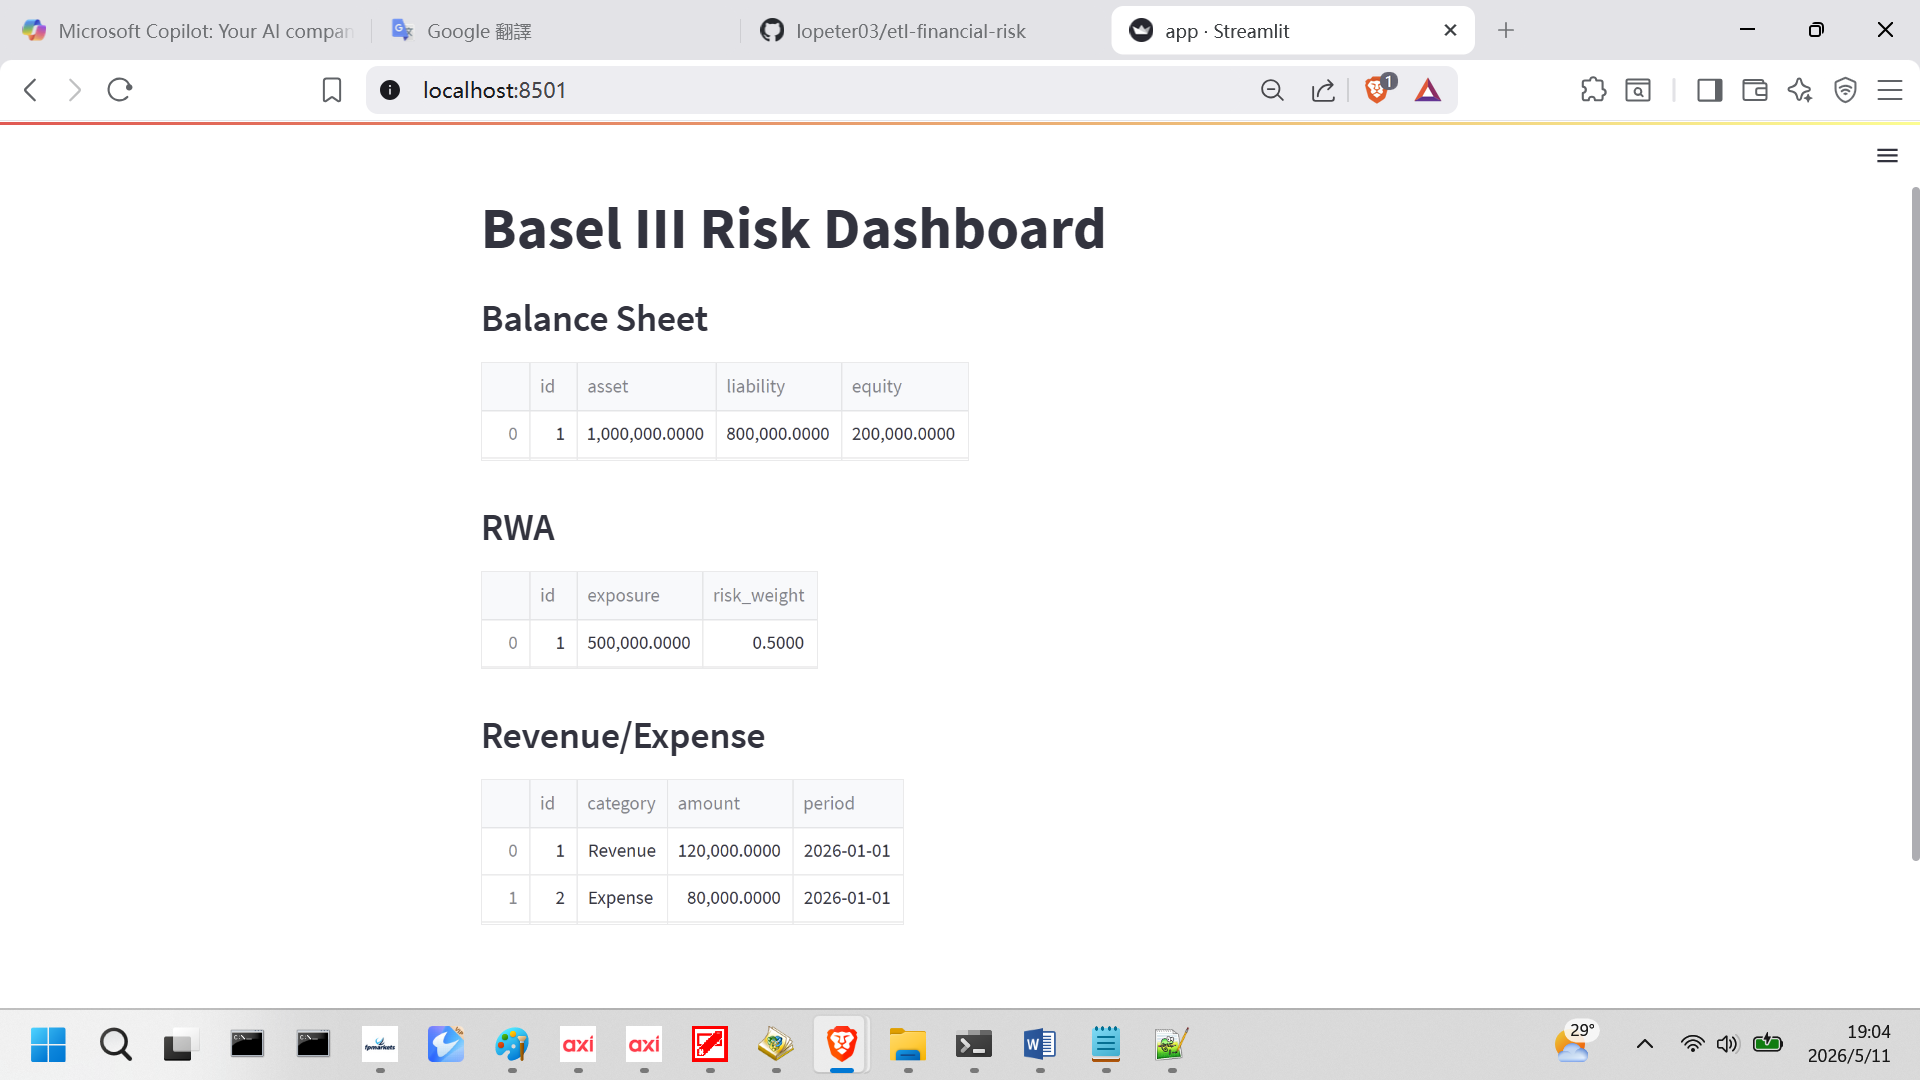 Microsoft Copilot: Your AI compan
Google 翻譯
lopeter03/etl-financial-risk
app · Streamlit
localhost:8501
1
Basel III Risk Dashboard
Balance Sheet
id asset liability equity
0 1 1,000,000.0000 800,000.0000 200,000.0000
RWA
id exposure risk_weight
0 1 500,000.0000 0.5000
Revenue/Expense
id category amount period
0 1 Revenue 120,000.0000 2026-01-01
1 2 Expense 80,000.0000 2026-01-01
fpmarkets
axi
axi
29°
19:04
2026/5/11